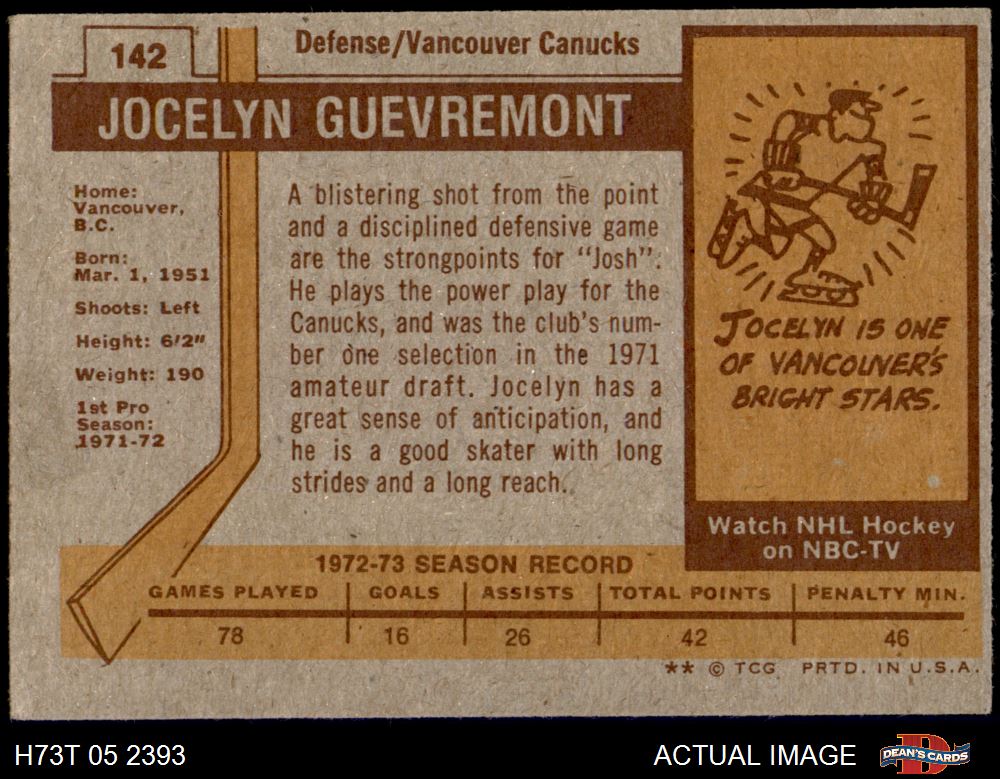 142
Defense/Vancouver Canucks
JOCELYN GUEVREMONT
Home:
Vancouver,
B.C.
Born:
Mar. 1, 1951
Shoots: Left
Height: 6'2"
Weight: 190
1st Pro
Season:
1971-72
A blistering shot from the point
and a disciplined defensive game
are the strongpoints for "Josh".
He plays the power play for the
Canucks, and was the club's num-
ber one selection in the 1971
amateur draft. Jocelyn has a
great sense of anticipation, and
he is a good skater with long
strides and a long reach.
JOCELYN IS ONE
OF VANCOUVER'S
BRIGHT STARS.
Watch NHL Hockey
on NBC-TV
1972-73 SEASON RECORD
GAMES PLAYED GOALS ASSISTS TOTAL POINTS PENALTY MIN.
78 16 26 42 46
** © TCG PRTD. IN U.S.A.
H73T 05 2393 ACTUAL IMAGE DEAN'S CARDS